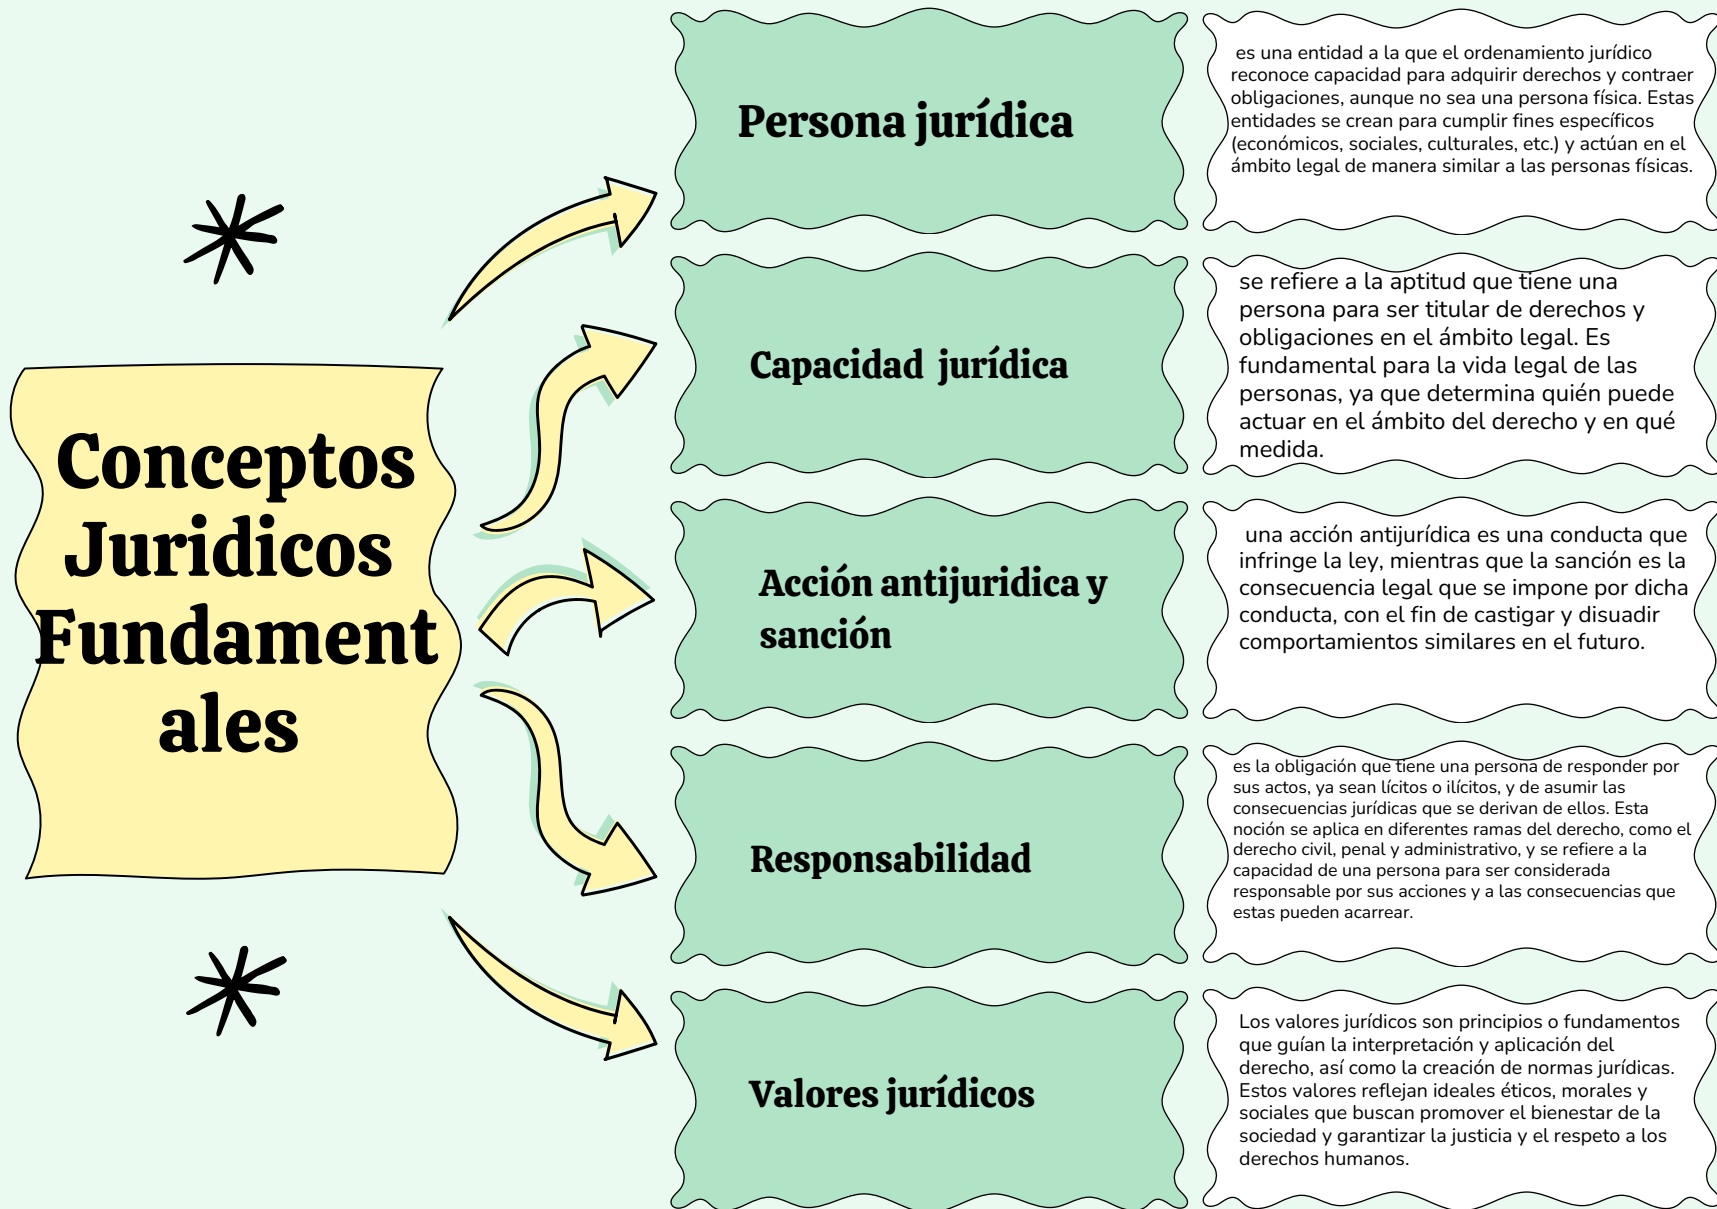 Conceptos
Juridicos
Fundament
ales
Persona jurídica
es una entidad a la que el ordenamiento jurídico
reconoce capacidad para adquirir derechos y contraer
obligaciones, aunque no sea una persona física. Estas
entidades se crean para cumplir fines específicos
(económicos, sociales, culturales, etc.) y actúan en el
ámbito legal de manera similar a las personas físicas.
Capacidad jurídica
se refiere a la aptitud que tiene una
persona para ser titular de derechos y
obligaciones en el ámbito legal. Es
fundamental para la vida legal de las
personas, ya que determina quién puede
actuar en el ámbito del derecho y en qué
medida.
Acción antijuridica y
sanción
una acción antijurídica es una conducta que
infringe la ley, mientras que la sanción es la
consecuencia legal que se impone por dicha
conducta, con el fin de castigar y disuadir
comportamientos similares en el futuro.
Responsabilidad
es la obligación que tiene una persona de responder por
sus actos, ya sean lícitos o ilícitos, y de asumir las
consecuencias jurídicas que se derivan de ellos. Esta
noción se aplica en diferentes ramas del derecho, como el
derecho civil, penal y administrativo, y se refiere a la
capacidad de una persona para ser considerada
responsable por sus acciones y a las consecuencias que
estas pueden acarrear.
Valores jurídicos
Los valores jurídicos son principios o fundamentos
que guían la interpretación y aplicación del
derecho, así como la creación de normas jurídicas.
Estos valores reflejan ideales éticos, morales y
sociales que buscan promover el bienestar de la
sociedad y garantizar la justicia y el respeto a los
derechos humanos.